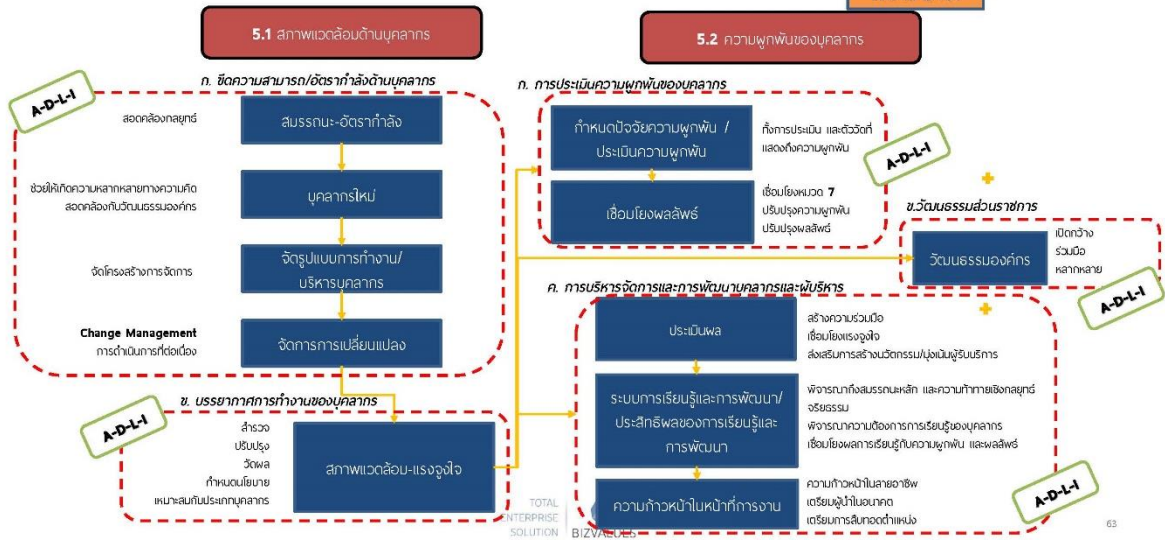 5.1 สภาพแวดล้อมด้านบุคลากร
ก. ขีดความสามารถ/อัตรากำลังด้านบุคลากร
A-D-L-I
สอดคล้องกลยุทธ์
สมรรถนะ-อัตรากำลัง
ช่วยให้เกิดความหลากหลายทางความคิด
สอดคล้องกับวัฒนธรรมองค์กร
บุคลากรใหม่
จัดโครงสร้างการจัดการ
จัดรูปแบบการทำงาน/
บริหารบุคลากร
Change Management
การดำเนินการที่ต่อเนื่อง
จัดการการเปลี่ยนแปลง
ข. บรรยากาศการทำงานของบุคลากร
A-D-L-I
สำรวจ
ปรับปรุง
วัดผล
กำหนดนโยบาย
เหมาะสมกับประเภทบุคลากร
สภาพแวดล้อม-แรงจูงใจ
5.2 ความผูกพันของบุคลากร
ก. การประเมินความผูกพันของบุคลากร
กำหนดปัจจัยความผูกพัน /
ประเมินความผูกพัน
ทั้งการประเมิน และตัววัดที่
แสดงถึงความผูกพัน
A-D-L-I
เชื่อมโยงผลลัพธ์
เชื่อมโยงหมวด 7
ปรับปรุงความผูกพัน
ปรับปรุงผลลัพธ์
ข.วัฒนธรรมส่วนราชการ
วัฒนธรรมองค์กร
เปิดกว้าง
ร่วมมือ
หลากหลาย
A-D-L-I
ค. การบริหารจัดการและการพัฒนาบุคลากรและผู้บริหาร
ประเมินผล
สร้างความร่วมมือ
เชื่อมโยงแรงจูงใจ
ส่งเสริมการสร้างนวัตกรรม/มุ่งเน้นผู้รับบริการ
ระบบการเรียนรู้และการพัฒนา/
ประสิทธิผลของการเรียนรู้และ
การพัฒนา
พิจารณาถึงสมรรถนะหลัก และความท้าทายเชิงกลยุทธ์
จริยธรรม
พิจารณาความต้องการการเรียนรู้ของบุคลากร
เชื่อมโยงผลการเรียนรู้กับความผูกพัน และผลลัพธ์
ความก้าวหน้าในหน้าที่การงาน
ความก้าวหน้าในสายอาชีพ
เตรียมผู้นำในอนาคต
เตรียมการสืบทอดตำแหน่ง
A-D-L-I
TOTAL
ENTERPRISE
SOLUTION
BIZVALUES
63